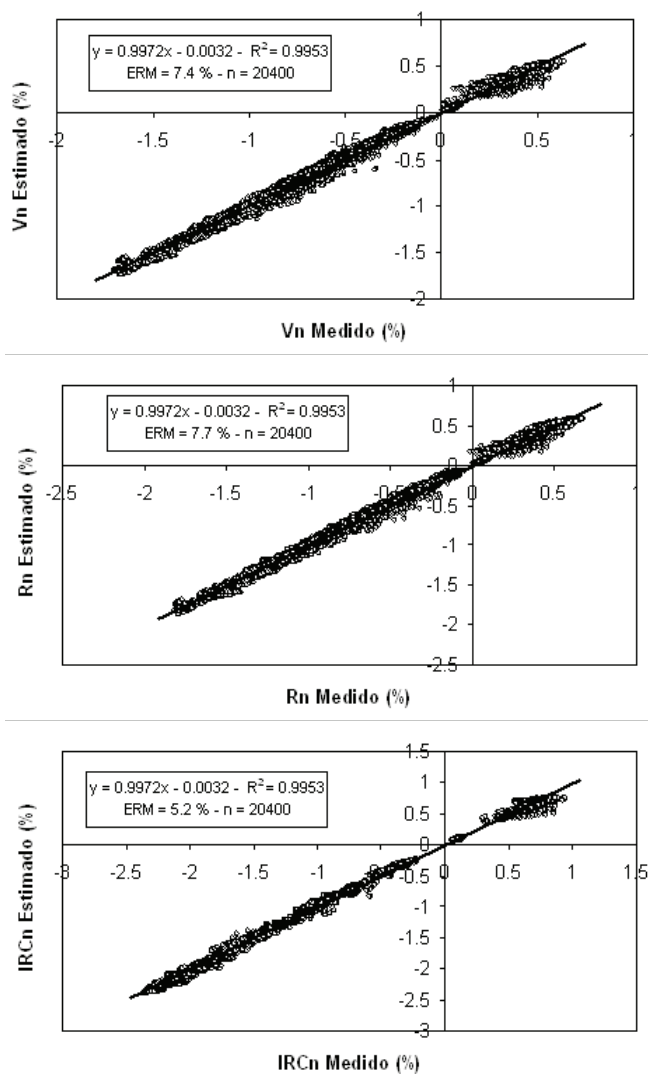 1
y = 0.9972x - 0.0032 - R² = 0.9953
ERM = 7.4 % - n = 20400
0.5
0
-2 -1.5 -1 -0.5 0 0.5 1
-0.5
-1
-1.5
-2
Vn Estimado (%)
Vn Medido (%)
1
y = 0.9972x - 0.0032 - R² = 0.9953
ERM = 7.7 % - n = 20400
0.5
0
-2.5 -2 -1.5 -1 -0.5 0 0.5 1
-0.5
-1
-1.5
-2
-2.5
Rn Estimado (%)
Rn Medido (%)
1.5
y = 0.9972x - 0.0032 - R² = 0.9953
ERM = 5.2 % - n = 20400
1
0.5
0
-3 -2.5 -2 -1.5 -1 -0.5 0 0.5 1 1.5
-0.5
-1
-1.5
-2
-2.5
-3
IRCn Estimado (%)
IRCn Medido (%)